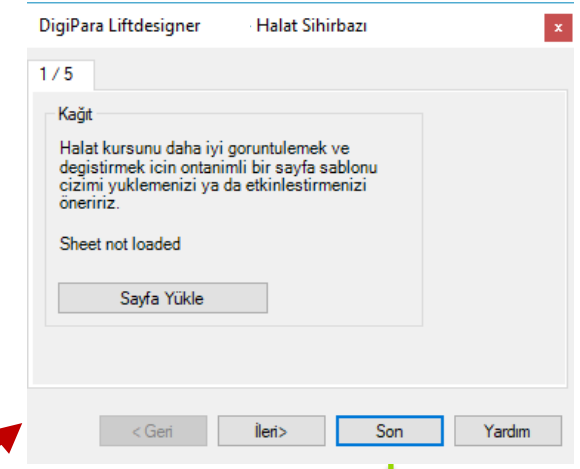 DigiPara Liftdesigner - Halat Sihirbazı
x
1 / 5
Kağıt
Halat kursunu daha iyi goruntulemek ve
degistirmek icin ontanimli bir sayfa sablonu
cizimi yuklemenizi ya da etkinlestirmenizi
öneririz.
Sheet not loaded
Sayfa Yükle
< Geri
İleri>
Son
Yardım